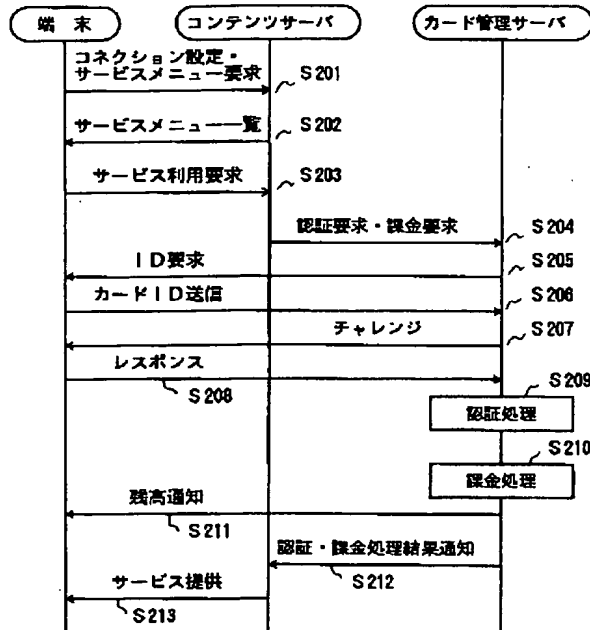 端末
コンテンツサーバ
カード管理サーバ
コネクション設定・
サービスメニュー要求
S201
サービスメニュー一覧
S202
サービス利用要求
S203
認証要求・課金要求
S204
ID要求
S205
カードID送信
S206
チャレンジ
S207
レスポンス
S208
S209
認証処理
S210
課金処理
残高通知
S211
認証・課金処理結果通知
S212
サービス提供
S213